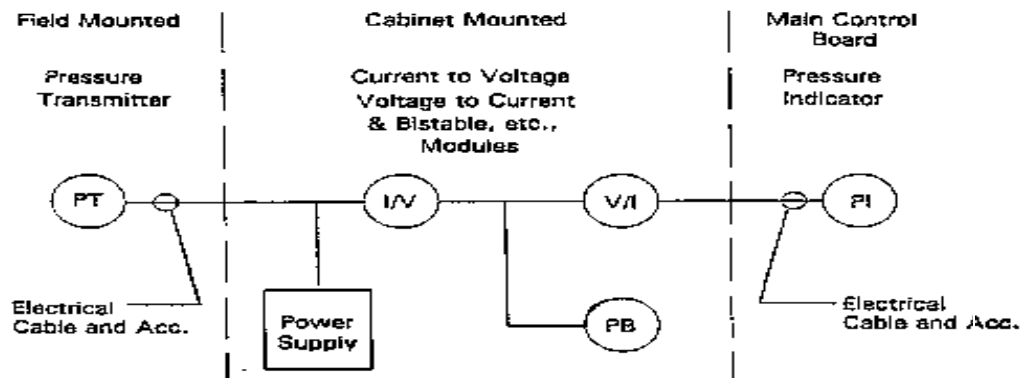 Field Mounted
Cabinet Mounted
Main Control
Board
Pressure
Transmitter
Current to Voltage
Voltage to Current
& Bistable, etc.,
Modules
Pressure
Indicator
PT
I/V
V/I
PI
Electrical
Cable and Acc.
Power
Supply
PB
Electrical
Cable and Acc.